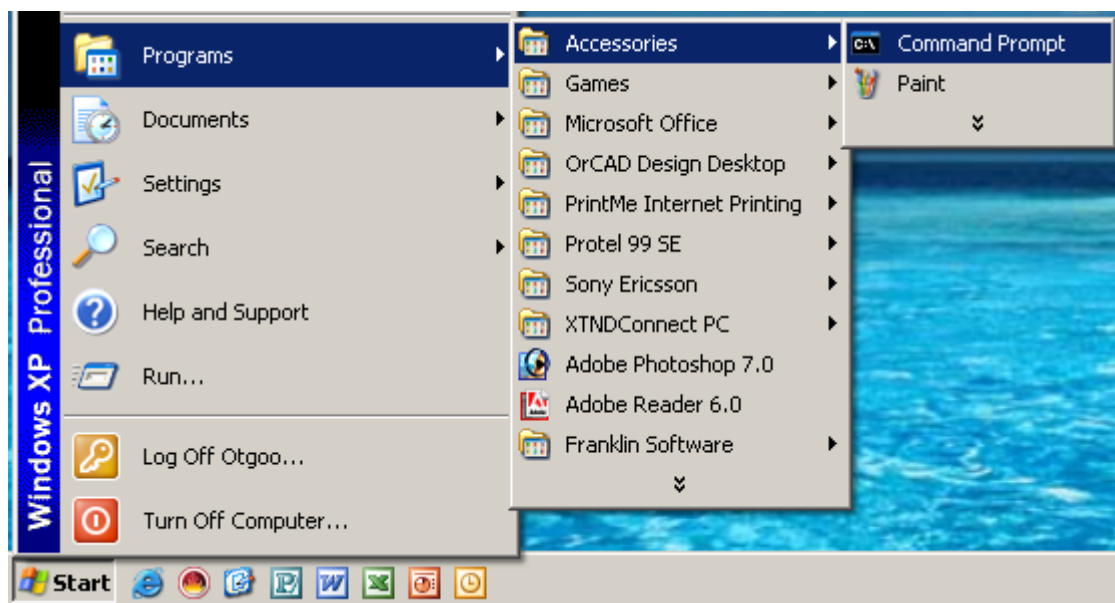 Windows XP Professional
Programs
Documents
Settings
Search
Help and Support
Run...
Log Off Otgoo...
Turn Off Computer...
Accessories
Games
Microsoft Office
OrCAD Design Desktop
PrintMe Internet Printing
Protel 99 SE
Sony Ericsson
XTNDConnect PC
Adobe Photoshop 7.0
Adobe Reader 6.0
Franklin Software
Command Prompt
Paint
Start